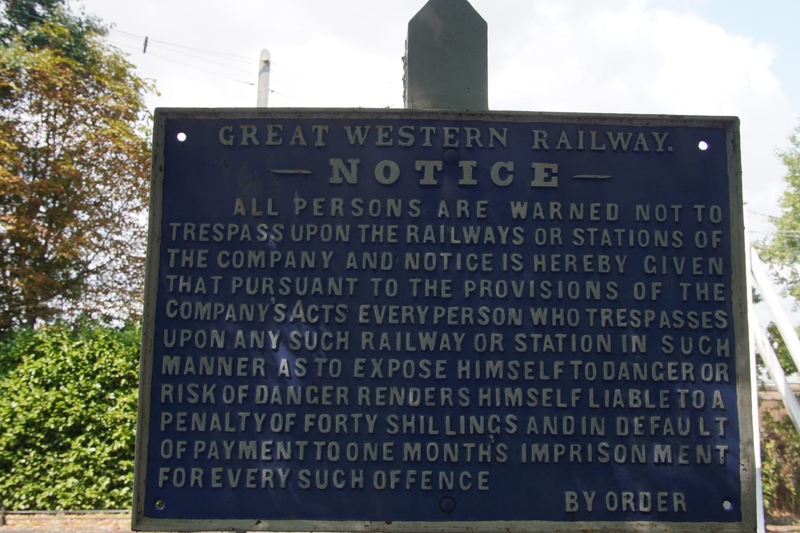 GREAT WESTERN RAILWAY.
— NOTICE —
ALL PERSONS ARE WARNED NOT TO
TRESPASS UPON THE RAILWAYS OR STATIONS OF
THE COMPANY AND NOTICE IS HEREBY GIVEN
THAT PURSUANT TO THE PROVISIONS OF THE
COMPANY'S ACTS EVERY PERSON WHO TRESPASSES
UPON ANY SUCH RAILWAY OR STATION IN SUCH
MANNER AS TO EXPOSE HIMSELF TO DANGER OR
RISK OF DANGER RENDERS HIMSELF LIABLE TO A
PENALTY OF FORTY SHILLINGS AND IN DEFAULT
OF PAYMENT TO ONE MONTHS IMPRISONMENT
FOR EVERY SUCH OFFENCE
BY ORDER